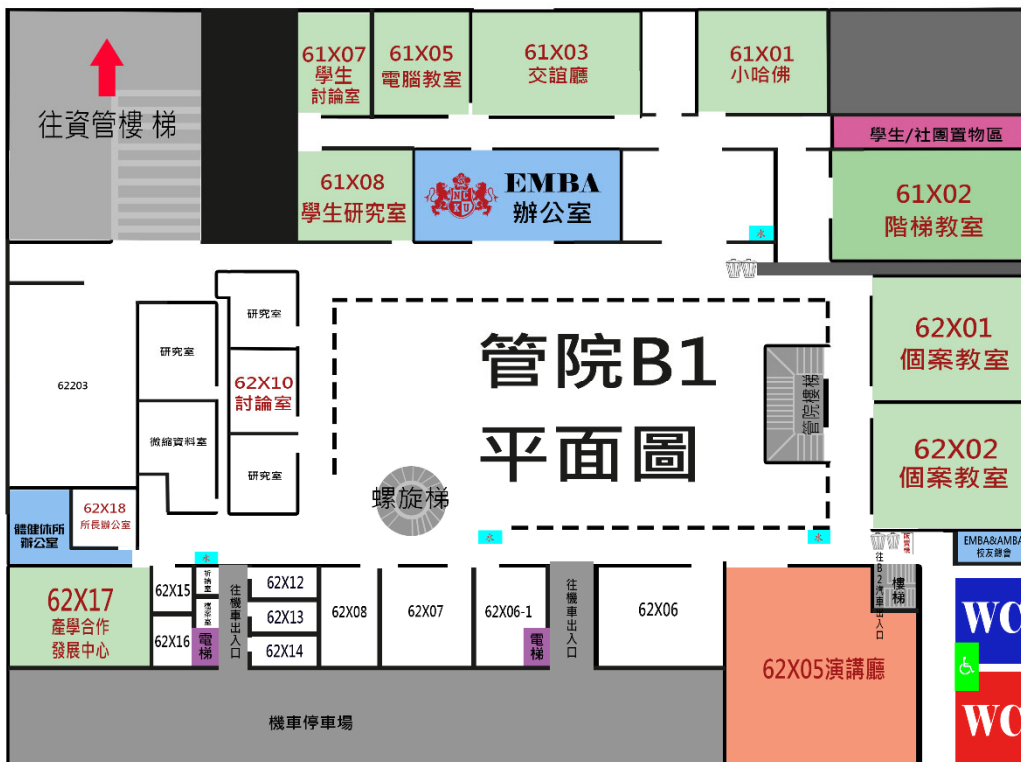 61X07
學生
討論室
61X05
電腦教室
61X03
交誼廳
61X01
小哈佛
往資管樓 梯
學生/社團置物區
61X08
學生研究室
NC
KU
EMBA
辦公室
61X02
階梯教室
水
研究室
研究室
62203
62X10
討論室
微縮資料室
研究室
管院B1
平面圖
管院樓梯
螺旋梯
62X01
個案教室
62X02
個案教室
體健休所
辦公室
62X18
所長辦公室
水
水
水
EMBA&AMBA
校友總會
往B2汽車出入口
樓梯
62X17
產學合作
發展中心
62X15
62X16
電梯
往機車出入口
62X12
62X13
62X14
62X08
62X07
62X06-1
電梯
往機車出入口
62X06
62X05演講廳
WC
WC
機車停車場